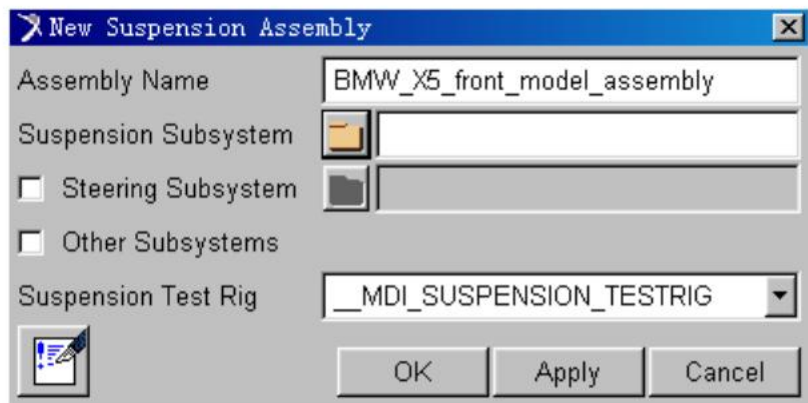 New Suspension Assembly
Assembly Name BMW_X5_front_model_assembly
Suspension Subsystem
Steering Subsystem
Other Subsystems
Suspension Test Rig __MDI_SUSPENSION_TESTRIG
OK Apply Cancel